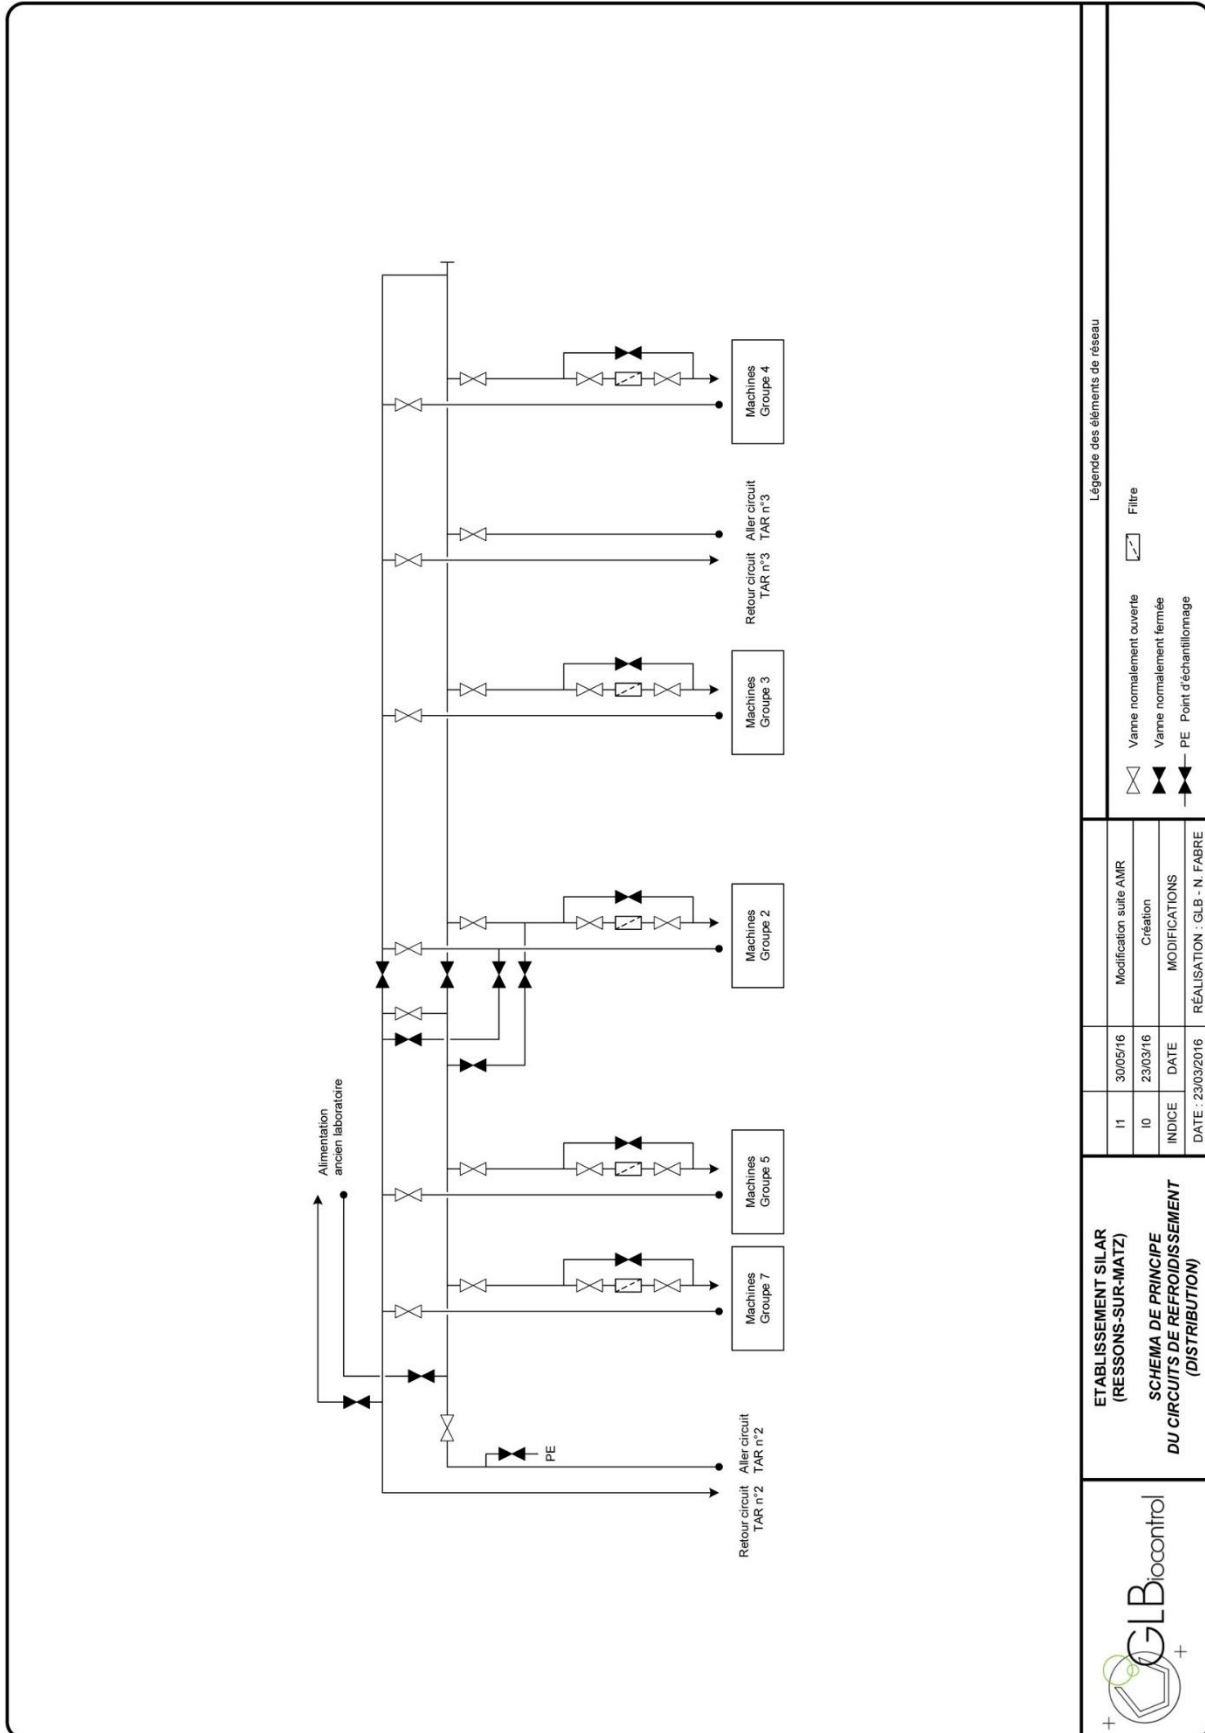 Alimentation
ancien laboratoire
Retour circuit
TAR n°2
Aller circuit
TAR n°2
PE
Machines
Groupe 7
Machines
Groupe 5
Machines
Groupe 2
Machines
Groupe 3
Retour circuit
TAR n°3
Aller circuit
TAR n°3
Machines
Groupe 4
GLBiocontrol
ETABLISSEMENT SILAR
(RESSONS-SUR-MATZ)
SCHEMA DE PRINCIPE
DU CIRCUITS DE REFROIDISSEMENT
(DISTRIBUTION)
I1 30/05/16 Modification suite AMR
I0 23/03/16 Création
INDICE DATE MODIFICATIONS
DATE : 23/03/2016 RÉALISATION : GLB - N. FABRE
Légende des éléments de réseau
Vanne normalement ouverte
Filtre
Vanne normalement fermée
PE Point d'échantillonnage